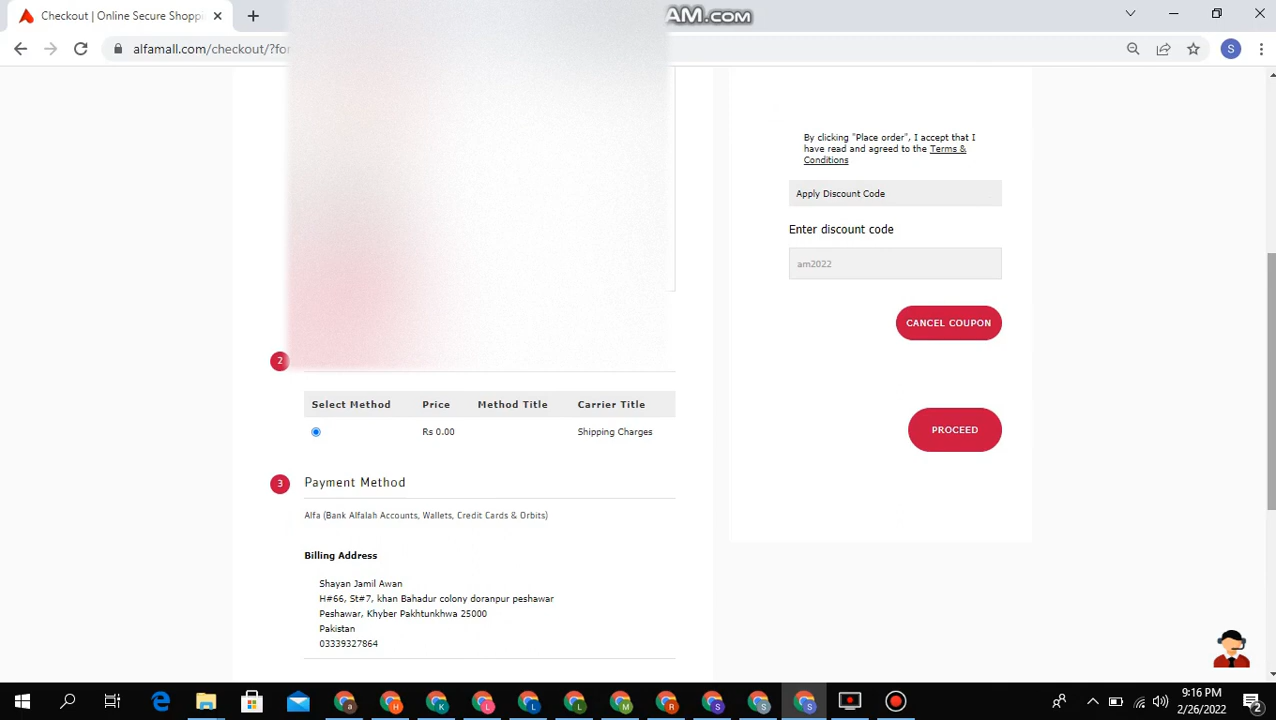 Checkout | Online Secure Shoppi
AM.COM
alfamall.com/checkout/?for
By clicking "Place order", I accept that I
have read and agreed to the Terms &
Conditions
Apply Discount Code
Enter discount code
am2022
CANCEL COUPON
2
Select Method Price Method Title Carrier Title
Rs 0.00 Shipping Charges
PROCEED
3 Payment Method
Alfa (Bank Alfalah Accounts, Wallets, Credit Cards & Orbits)
Billing Address
Shayan Jamil Awan
H#66, St#7, khan Bahadur colony doranpur peshawar
Peshawar, Khyber Pakhtunkhwa 25000
Pakistan
03339327864
9:16 PM
2/26/2022